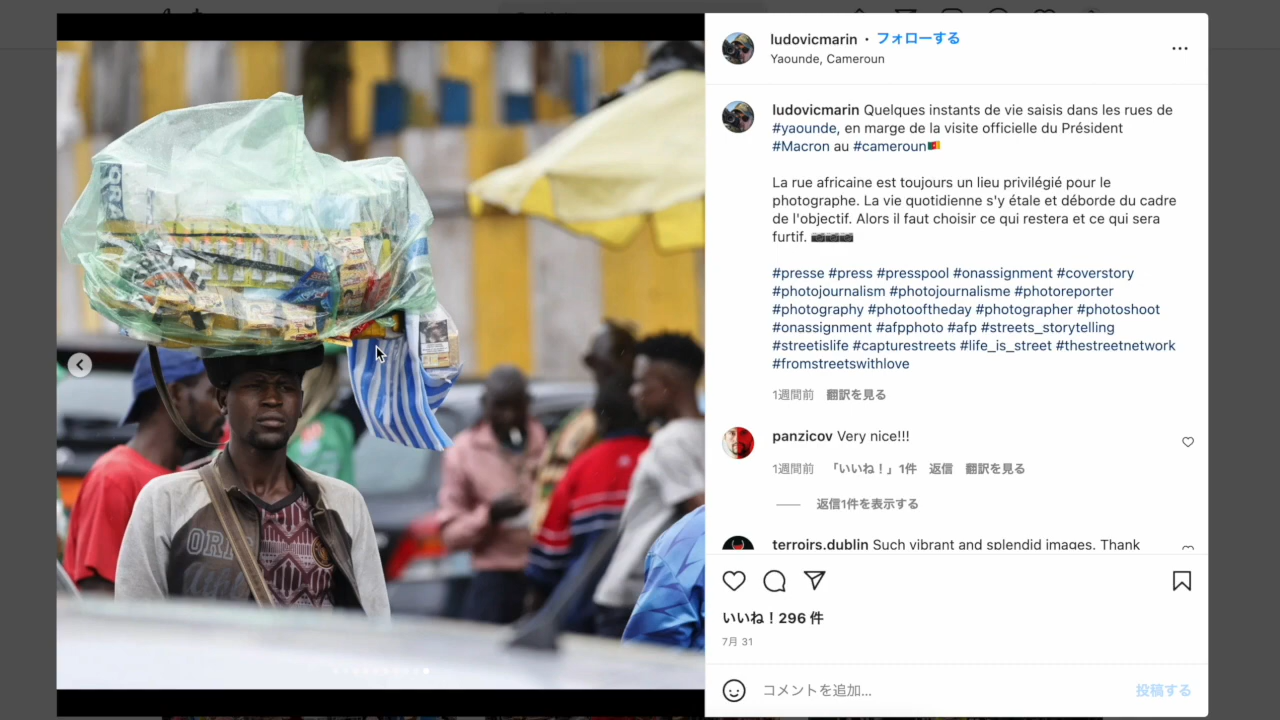 ludovicmarin • フォローする
Yaounde, Cameroun
ludovicmarin Quelques instants de vie saisis dans les rues de
#yaounde, en marge de la visite officielle du Président
#Macron au #cameroun🇨🇲
La rue africaine est toujours un lieu privilégié pour le
photographe. La vie quotidienne s'y étale et déborde du cadre
de l'objectif. Alors il faut choisir ce qui restera et ce qui sera
furtif. 📷📷📷
#presse #press #presspool #onassignment #coverstory
#photojournalism #photojournalisme #photoreporter
#photography #photooftheday #photographer #photoshoot
#onassignment #afpphoto #afp #streets_storytelling
#streetislife #capturestreets #life_is_street #thestreetnetwork
#fromstreetswithlove
1週間前 翻訳を見る
panzicov Very nice!!!
1週間前 「いいね！」1件 返信 翻訳を見る
返信1件を表示する
terroirs.dublin Such vibrant and splendid images. Thank
いいね！296 件
7月 31
コメントを追加...
投稿する